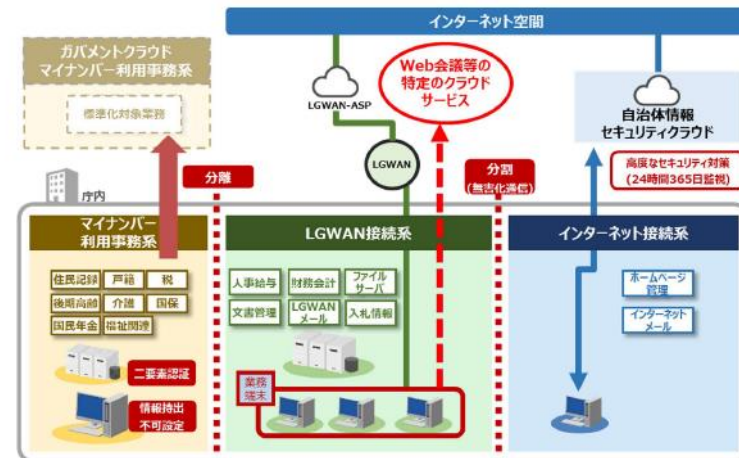 インターネット空間
ガバメントクラウド
マイナンバー利用事務系
標準化対象業務
LGWAN-ASP
Web会議等の
特定のクラウド
サービス
自治体情報
セキュリティクラウド
LGWAN
高度なセキュリティ対策
(24時間365日監視)
庁内
分離
分割
(無害化通信)
マイナンバー
利用事務系
住民記録
戸籍
税
後期高齢
介護
国保
国民年金
福祉関連
二要素認証
情報持出
不可設定
LGWAN接続系
人事給与
財務会計
ファイル
サーバ
文書管理
LGWAN
メール
入札情報
業務
端末
インターネット接続系
ホームページ
管理
インターネット
メール